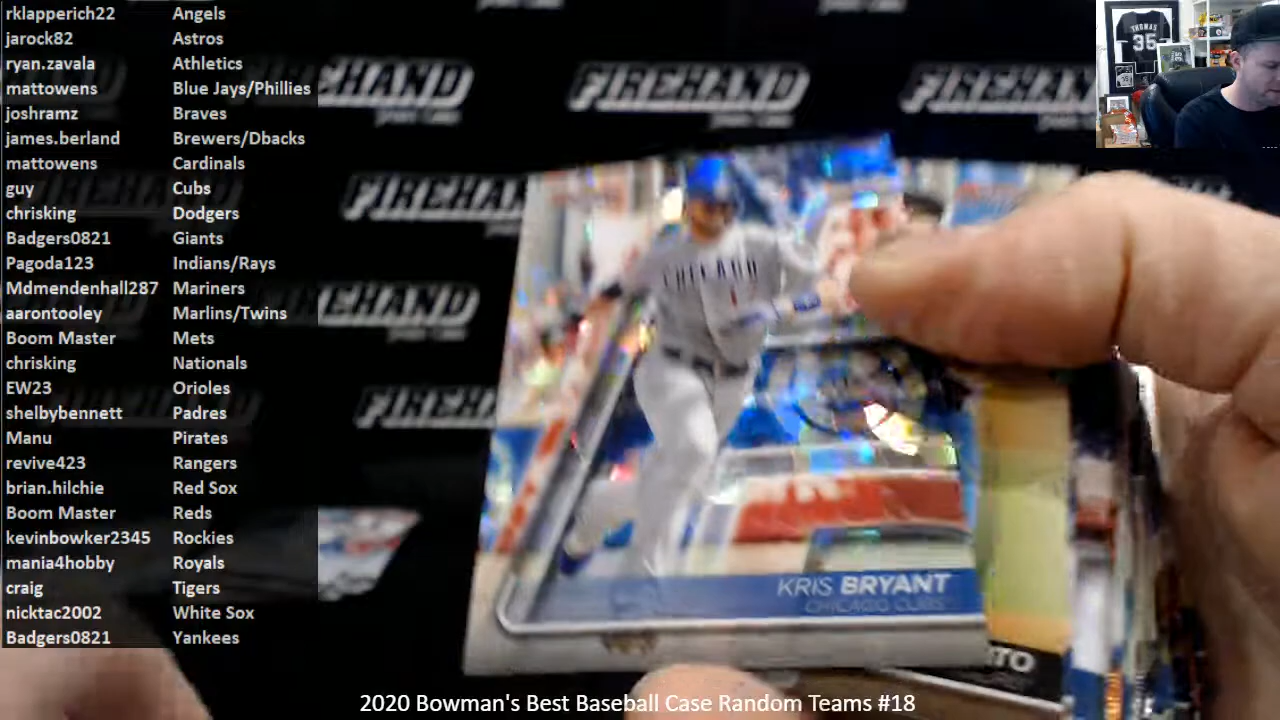 rklapperich22 Angels
jarock82 Astros
ryan.zavala Athletics
mattowens Blue Jays/Phillies
joshramz Braves
james.berland Brewers/Dbacks
mattowens Cardinals
guy Cubs
chrisking Dodgers
Badgers0821 Giants
Pagoda123 Indians/Rays
Mdmendenhall287 Mariners
aarontooley Marlins/Twins
Boom Master Mets
chrisking Nationals
EW23 Orioles
shelbybennett Padres
Manu Pirates
revive423 Rangers
brian.hilchie Red Sox
Boom Master Reds
kevinbowker2345 Rockies
mania4hobby Royals
craig Tigers
nicktac2002 White Sox
Badgers0821 Yankees
FIREHAND
FIREHAND
THOMAS
35
CHICAGO
KRIS BRYANT
CHICAGO CUBS
2020 Bowman's Best Baseball Case Random Teams #18